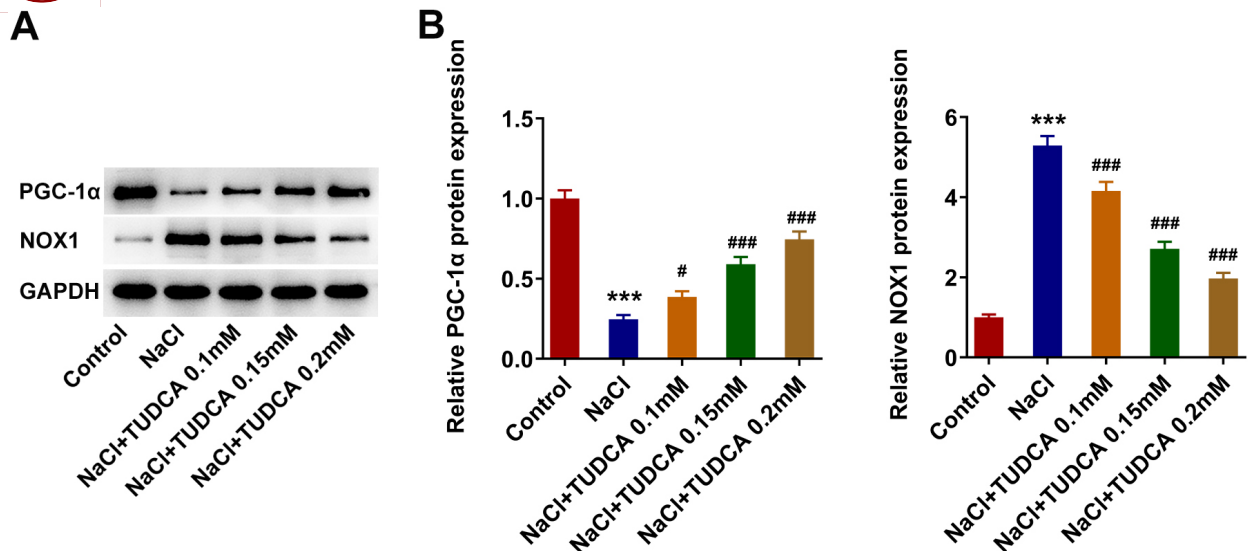 A
PGC-1α
NOX1
GAPDH
Control
NaCl
NaCl+TUDCA 0.1mM
NaCl+TUDCA 0.15mM
NaCl+TUDCA 0.2mM
B
Relative PGC-1α protein expression
1.5
1.0
0.5
0.0
***
#
###
###
Control
NaCl
NaCl+TUDCA 0.1mM
NaCl+TUDCA 0.15mM
NaCl+TUDCA 0.2mM
Relative NOX1 protein expression
6
4
2
0
***
###
###
###
Control
NaCl
NaCl+TUDCA 0.1mM
NaCl+TUDCA 0.15mM
NaCl+TUDCA 0.2mM